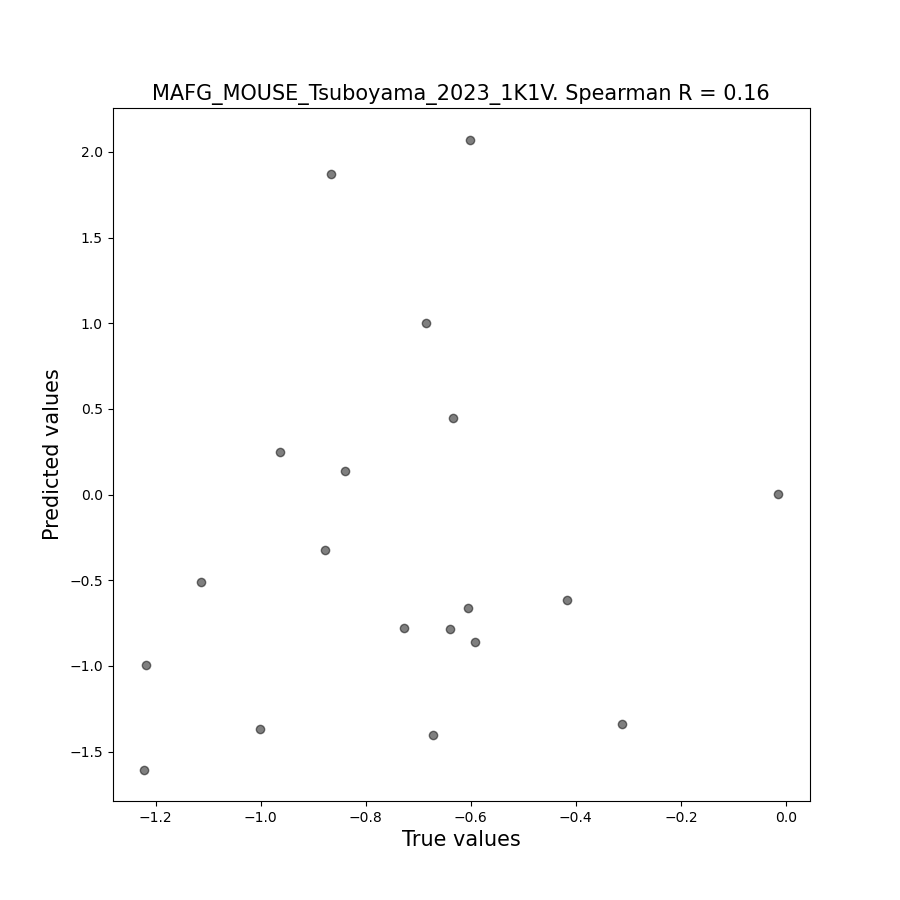 MAFG_MOUSE_Tsuboyama_2023_1K1V. Spearman R = 0.16
2.0
1.5
1.0
0.5
0.0
−0.5
−1.0
−1.5
Predicted values
−1.2 −1.0 −0.8 −0.6 −0.4 −0.2 0.0
True values